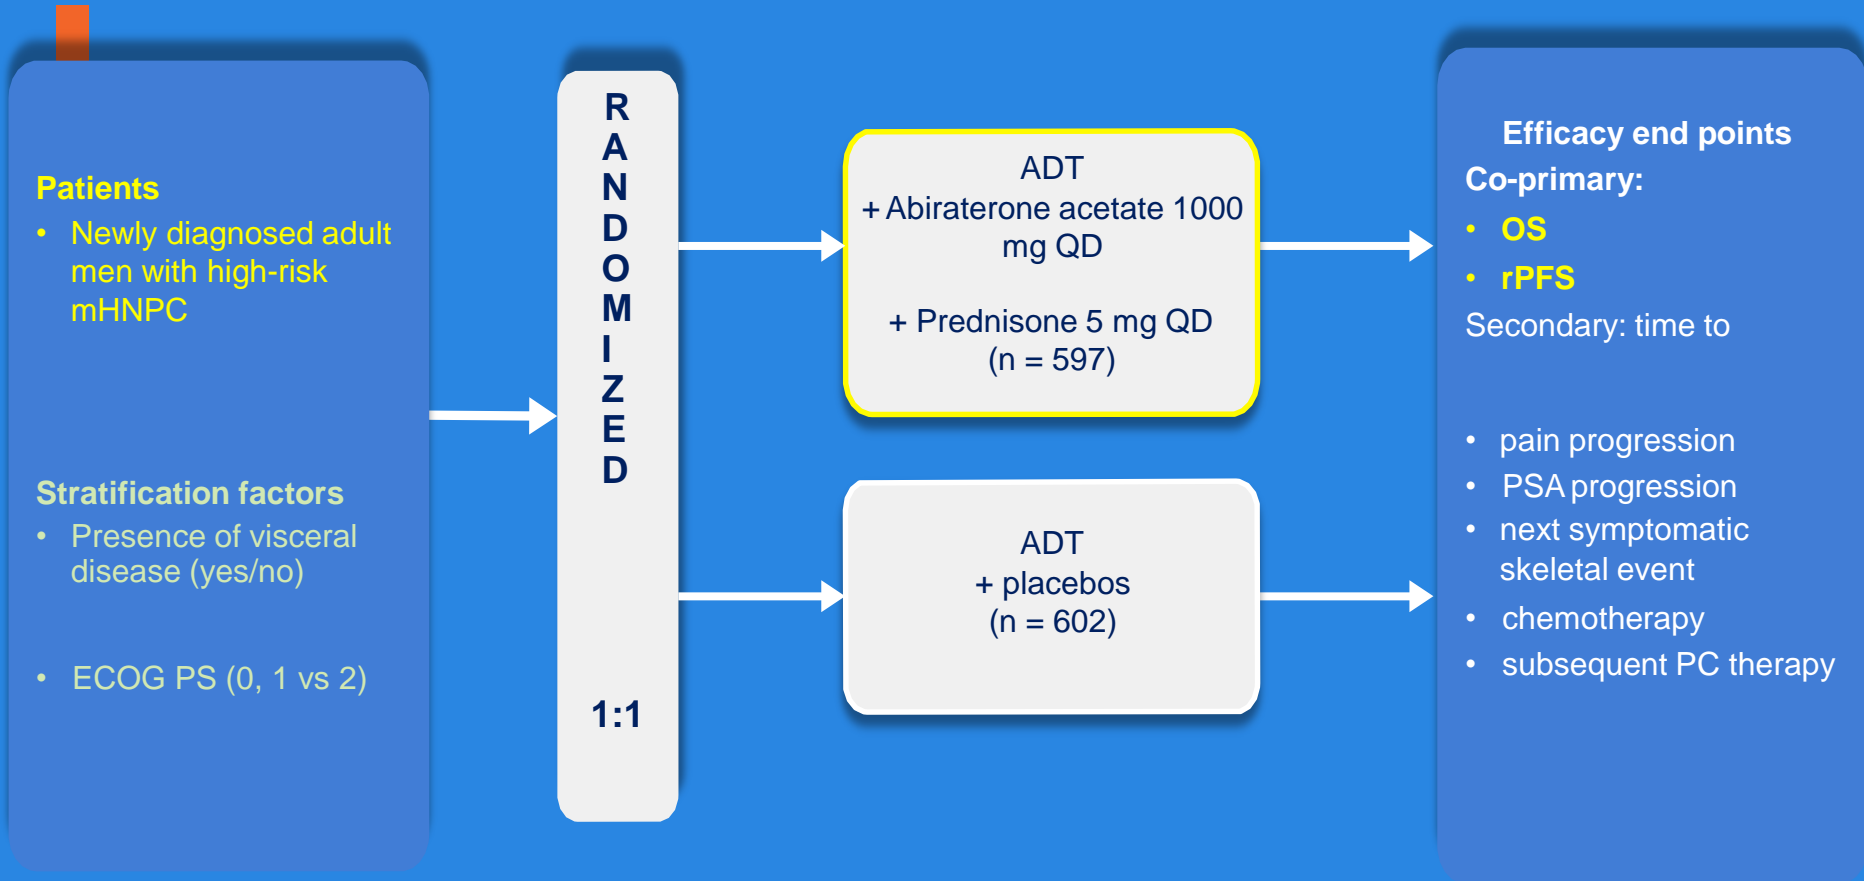 Patients
• Newly diagnosed adult
men with high-risk
mHNPC
Stratification factors
• Presence of visceral
disease (yes/no)
• ECOG PS (0, 1 vs 2)
R
A
N
D
O
M
I
Z
E
D
1:1
ADT
+ Abiraterone acetate 1000
mg QD
+ Prednisone 5 mg QD
(n = 597)
ADT
+ placebos
(n = 602)
Efficacy end points
Co-primary:
• OS
• rPFS
Secondary: time to
• pain progression
• PSA progression
• next symptomatic
skeletal event
• chemotherapy
• subsequent PC therapy